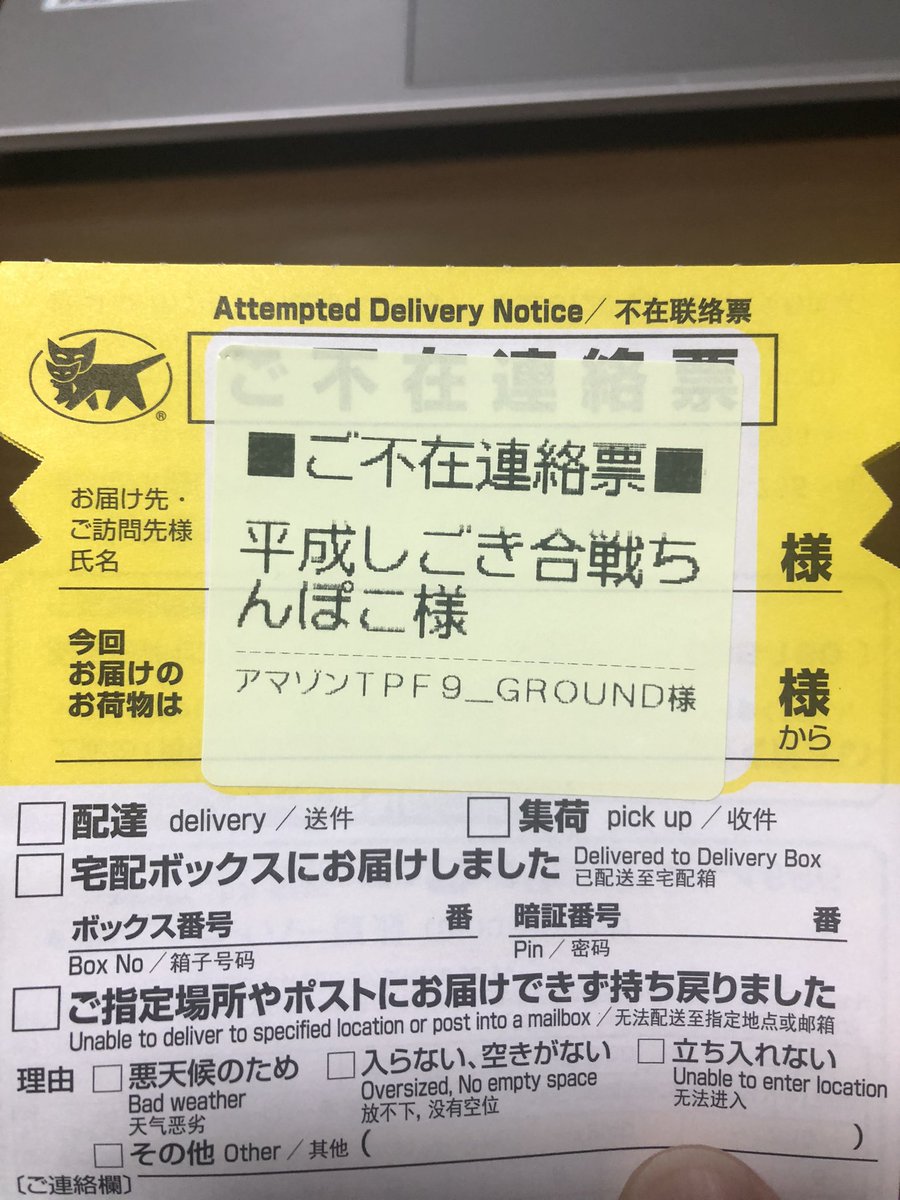 Attempted Delivery Notice／不在联络票
ご不在連絡票
■ご不在連絡票■
お届け先・
ご訪問先様
氏名
平成しごき合戦ち
んぽこ様
様
今回
お届けの
お荷物は
アマゾンＴＰＦ９＿ＧＲＯＵＮＤ様
様
から
配達 delivery／送件
集荷 pick up／收件
宅配ボックスにお届けしました Delivered to Delivery Box
已配送至宅配箱
ボックス番号 番 暗証番号 番
Box No／箱子号码 Pin／密码
ご指定場所やポストにお届けできず持ち戻りました
Unable to deliver to specified location or post into a mailbox／无法配送至指定地点或邮箱
理由 悪天候のため 入らない、空きがない 立ち入れない
Bad weather Oversized, No empty space Unable to enter location
天气恶劣 放不下, 没有空位 无法进入
その他 Other／其他 ( )
〔ご連絡欄〕